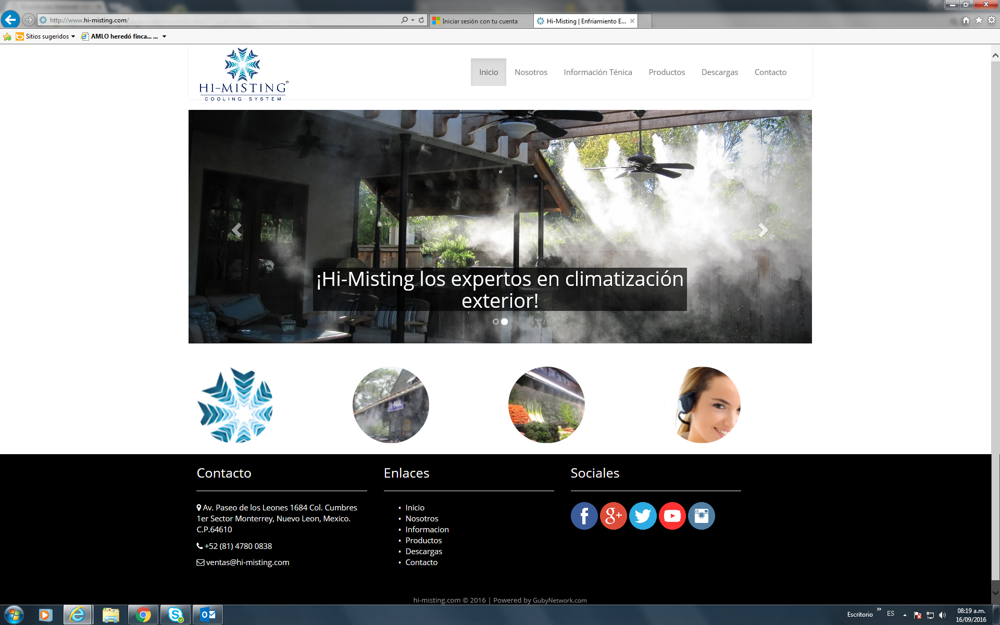 http://www.hi-misting.com/
Iniciar sesión con tu cuenta
Hi-Misting | Enfriamiento E...
Sitios sugeridos
AMLO heredó finca... ...
HI-MISTING®
COOLING SYSTEM
Inicio
Nosotros
Información Ténica
Productos
Descargas
Contacto
¡Hi-Misting los expertos en climatización
exterior!
POOL
Contacto
Av. Paseo de los Leones 1684 Col. Cumbres
1er Sector Monterrey, Nuevo Leon, Mexico.
C.P.64610
+52 (81) 4780 0838
ventas@hi-misting.com
Enlaces
• Inicio
• Nosotros
• Informacion
• Productos
• Descargas
• Contacto
Sociales
hi-misting.com © 2016 | Powered by GubyNetwork.com
Escritorio
ES
08:19 a.m.
16/09/2016